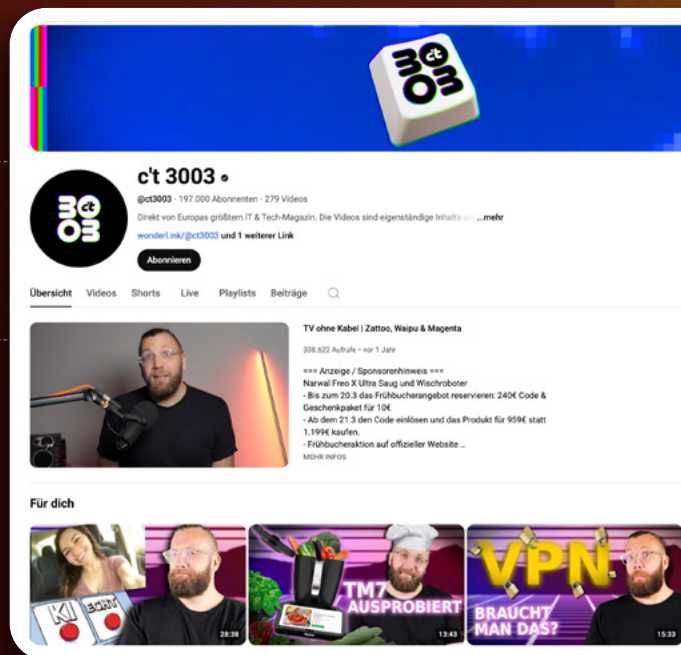 30
c't
03
c't 3003
@ct3003 · 197.000 Abonnenten · 279 Videos
Direkt von Europas größtem IT & Tech-Magazin. Die Videos sind eigenständige Inhalte ...mehr
wonderl.ink/@ct3003 und 1 weiterer Link
Abonnieren
30
c't
03
Übersicht Videos Shorts Live Playlists Beiträge
TV ohne Kabel | Zattoo, Waipu & Magenta
338.622 Aufrufe • vor 1 Jahr
=== Anzeige / Sponsorenhinweis ===
Narwal Freo X Ultra Saug und Wischroboter
- Bis zum 20.3 das Frühbucherangebot reservieren: 240€ Code &
Geschenkpaket für 10€
- Ab dem 21.3 den Code einlösen und das Produkt für 959€ statt
1.199€ kaufen.
- Frühbucheraktion auf offizieller Website ...
MEHR INFOS
Für dich
KI ECHT
28:38
TM7
AUSPROBIERT
13:43
VPN
BRAUCHT
MAN DAS?
15:33